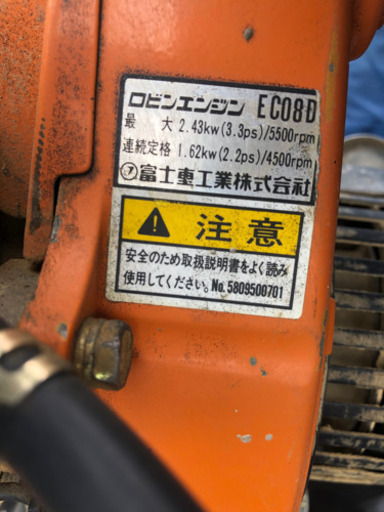 ロビンエンジン EC08D
最 大 2.43kw(3.3ps)/5500rpm
連続定格 1.62kw(2.2ps)/4500rpm
富士重工業株式会社
注意
安全のため取扱説明書をよく読み
使用してください。No.5809500701